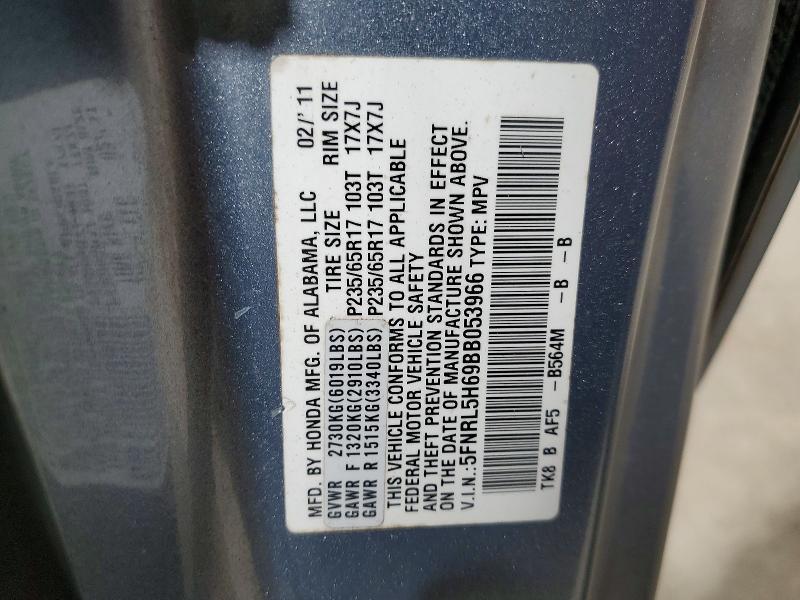 MFD. BY HONDA MFG. OF ALABAMA, LLC 02/'11
TIRE SIZE RIM SIZE
GVWR 2730KG(6019LBS)
GAWR F 1320KG(2910LBS) P235/65R17 103T 17X7J
GAWR R 1515KG(3340LBS) P235/65R17 103T 17X7J
THIS VEHICLE CONFORMS TO ALL APPLICABLE
FEDERAL MOTOR VEHICLE SAFETY
AND THEFT PREVENTION STANDARDS IN EFFECT
ON THE DATE OF MANUFACTURE SHOWN ABOVE.
V.I.N.:5FNRL5H69BB053966 TYPE: MPV
TK8 B AF5 -B564M -B -B